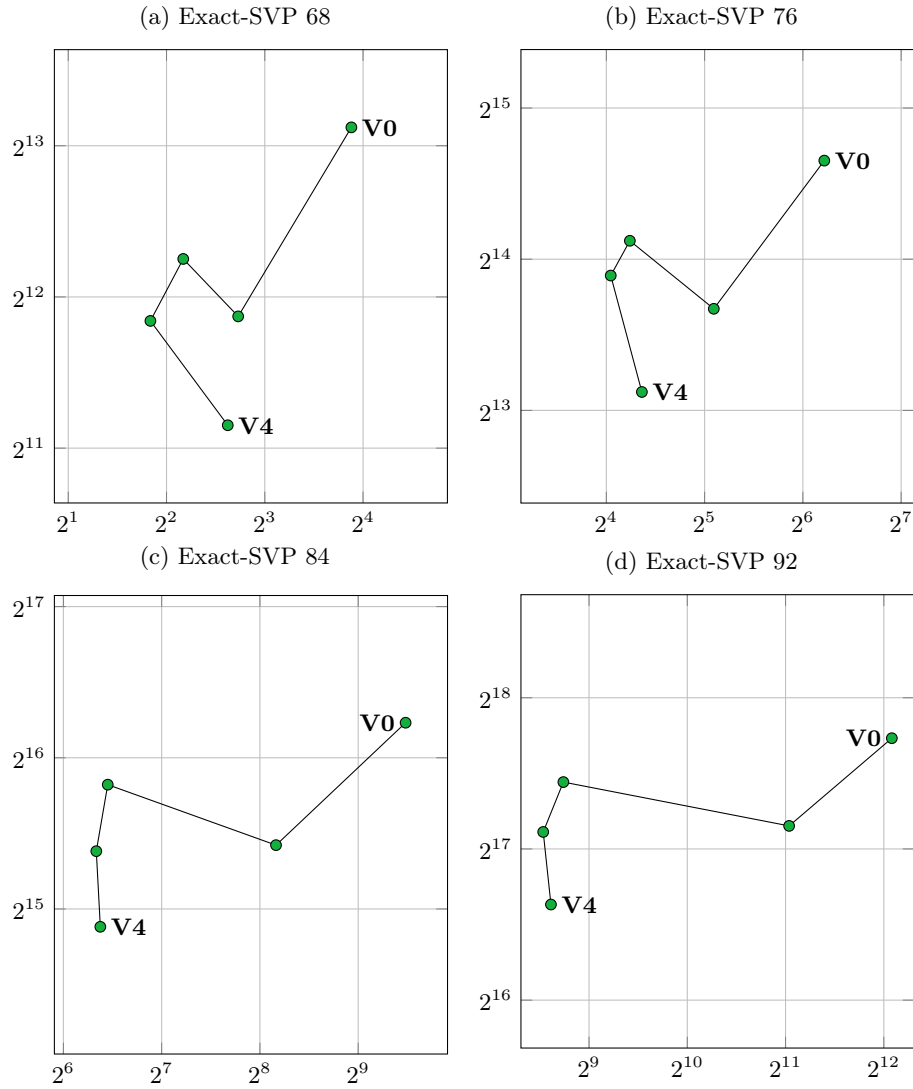 (a) Exact-SVP 68
2^13
2^12
2^11
V0
V4
2^1 2^2 2^3 2^4
(b) Exact-SVP 76
2^15
2^14
2^13
V0
V4
2^4 2^5 2^6 2^7
(c) Exact-SVP 84
2^17
2^16
2^15
V0
V4
2^6 2^7 2^8 2^9
(d) Exact-SVP 92
2^18
2^17
2^16
V0
V4
2^9 2^10 2^11 2^12